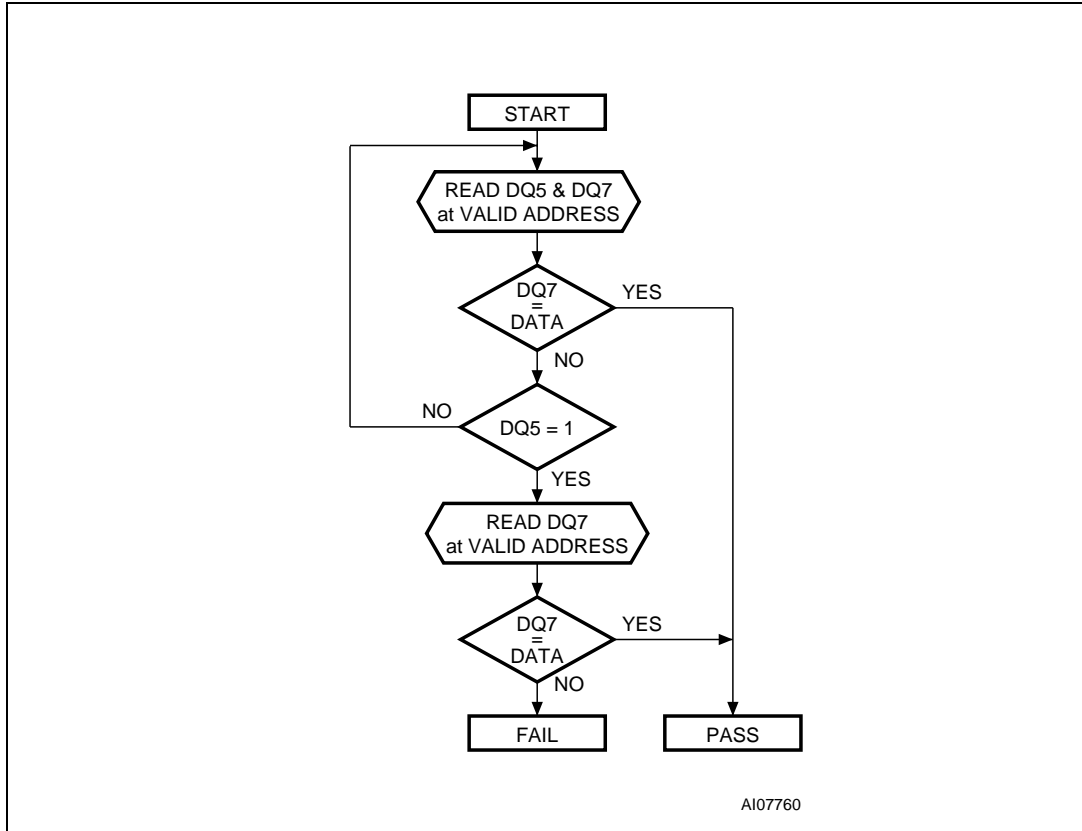 START
READ DQ5 & DQ7
at VALID ADDRESS
DQ7
=
DATA
YES
NO
DQ5 = 1
NO
YES
READ DQ7
at VALID ADDRESS
DQ7
=
DATA
YES
NO
FAIL
PASS
AI07760